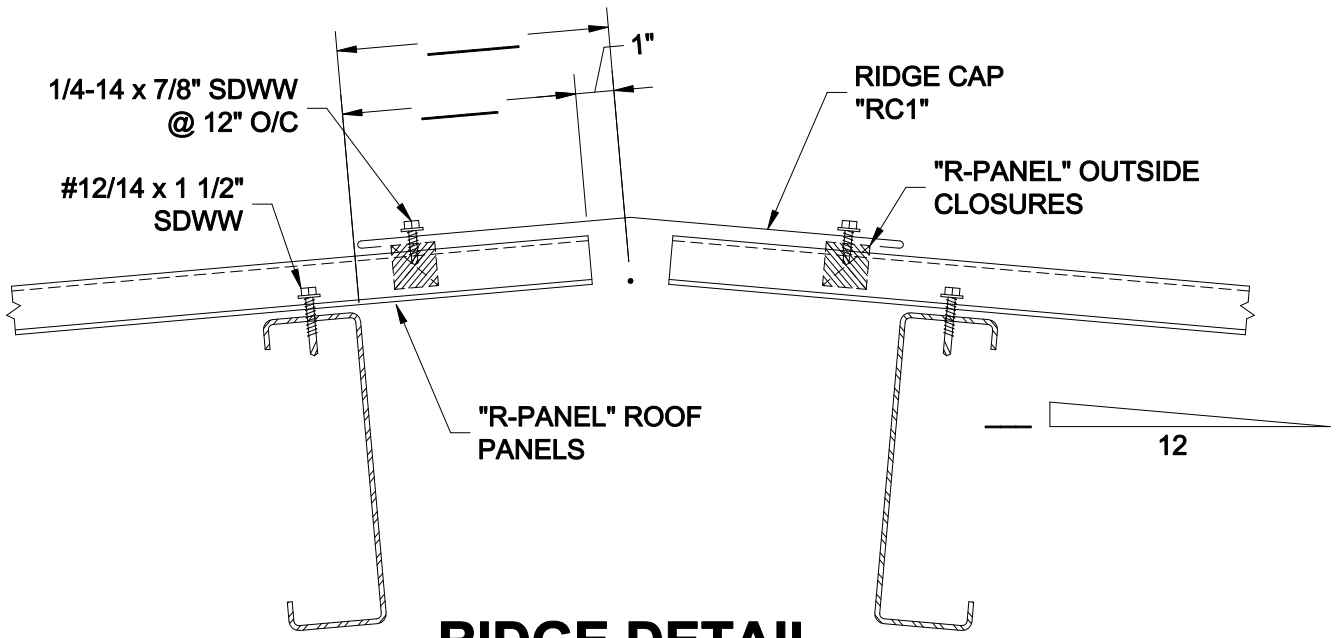 1"
1/4-14 x 7/8" SDWW
@ 12" O/C
RIDGE CAP
"RC1"
#12/14 x 1 1/2"
SDWW
"R-PANEL" OUTSIDE
CLOSURES
"R-PANEL" ROOF
PANELS
12
RIDGE DETAIL